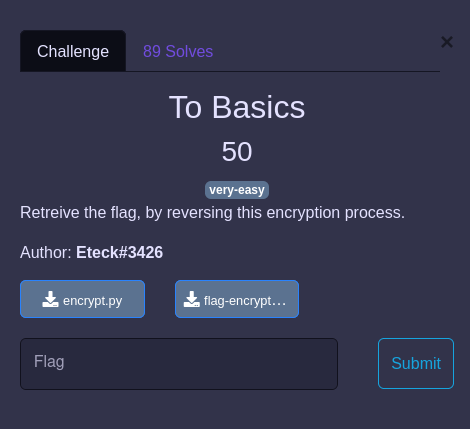 Challenge
89 Solves
×
To Basics
50
very-easy
Retreive the flag, by reversing this encryption process.
Author: Eteck#3426
encrypt.py
flag-encrypt...
Flag
Submit